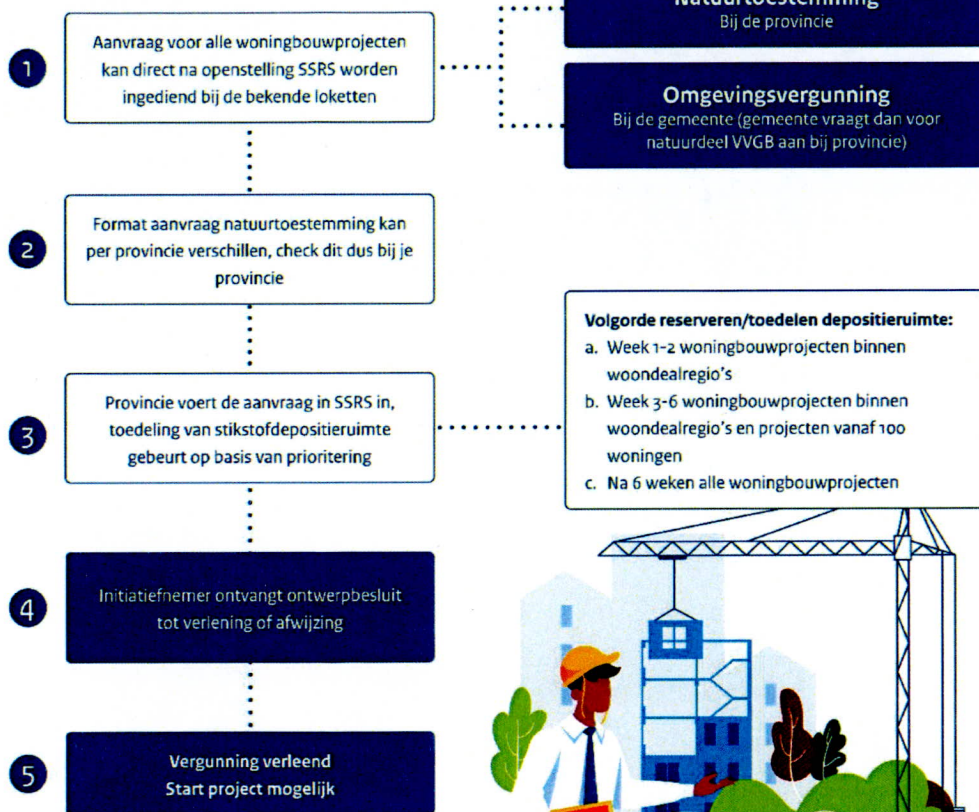 1
Aanvraag voor alle woningbouwprojecten
kan direct na openstelling SSRS worden
ingediend bij de bekende loketten
Natuurtoestemming
Bij de provincie
Omgevingsvergunning
Bij de gemeente (gemeente vraagt dan voor
natuurdeel VVGB aan bij provincie)
2
Format aanvraag natuurtoestemming kan
per provincie verschillen, check dit dus bij je
provincie
3
Provincie voert de aanvraag in SSRS in,
toedeling van stikstofdepositieruimte
gebeurt op basis van prioritering
Volgorde reserveren/toedelen depositieruimte:
a. Week 1-2 woningbouwprojecten binnen
woondealregio's
b. Week 3-6 woningbouwprojecten binnen
woondealregio's en projecten vanaf 100
woningen
c. Na 6 weken alle woningbouwprojecten
4
Initiatiefnemer ontvangt ontwerpbesluit
tot verlening of afwijzing
5
Vergunning verleend
Start project mogelijk